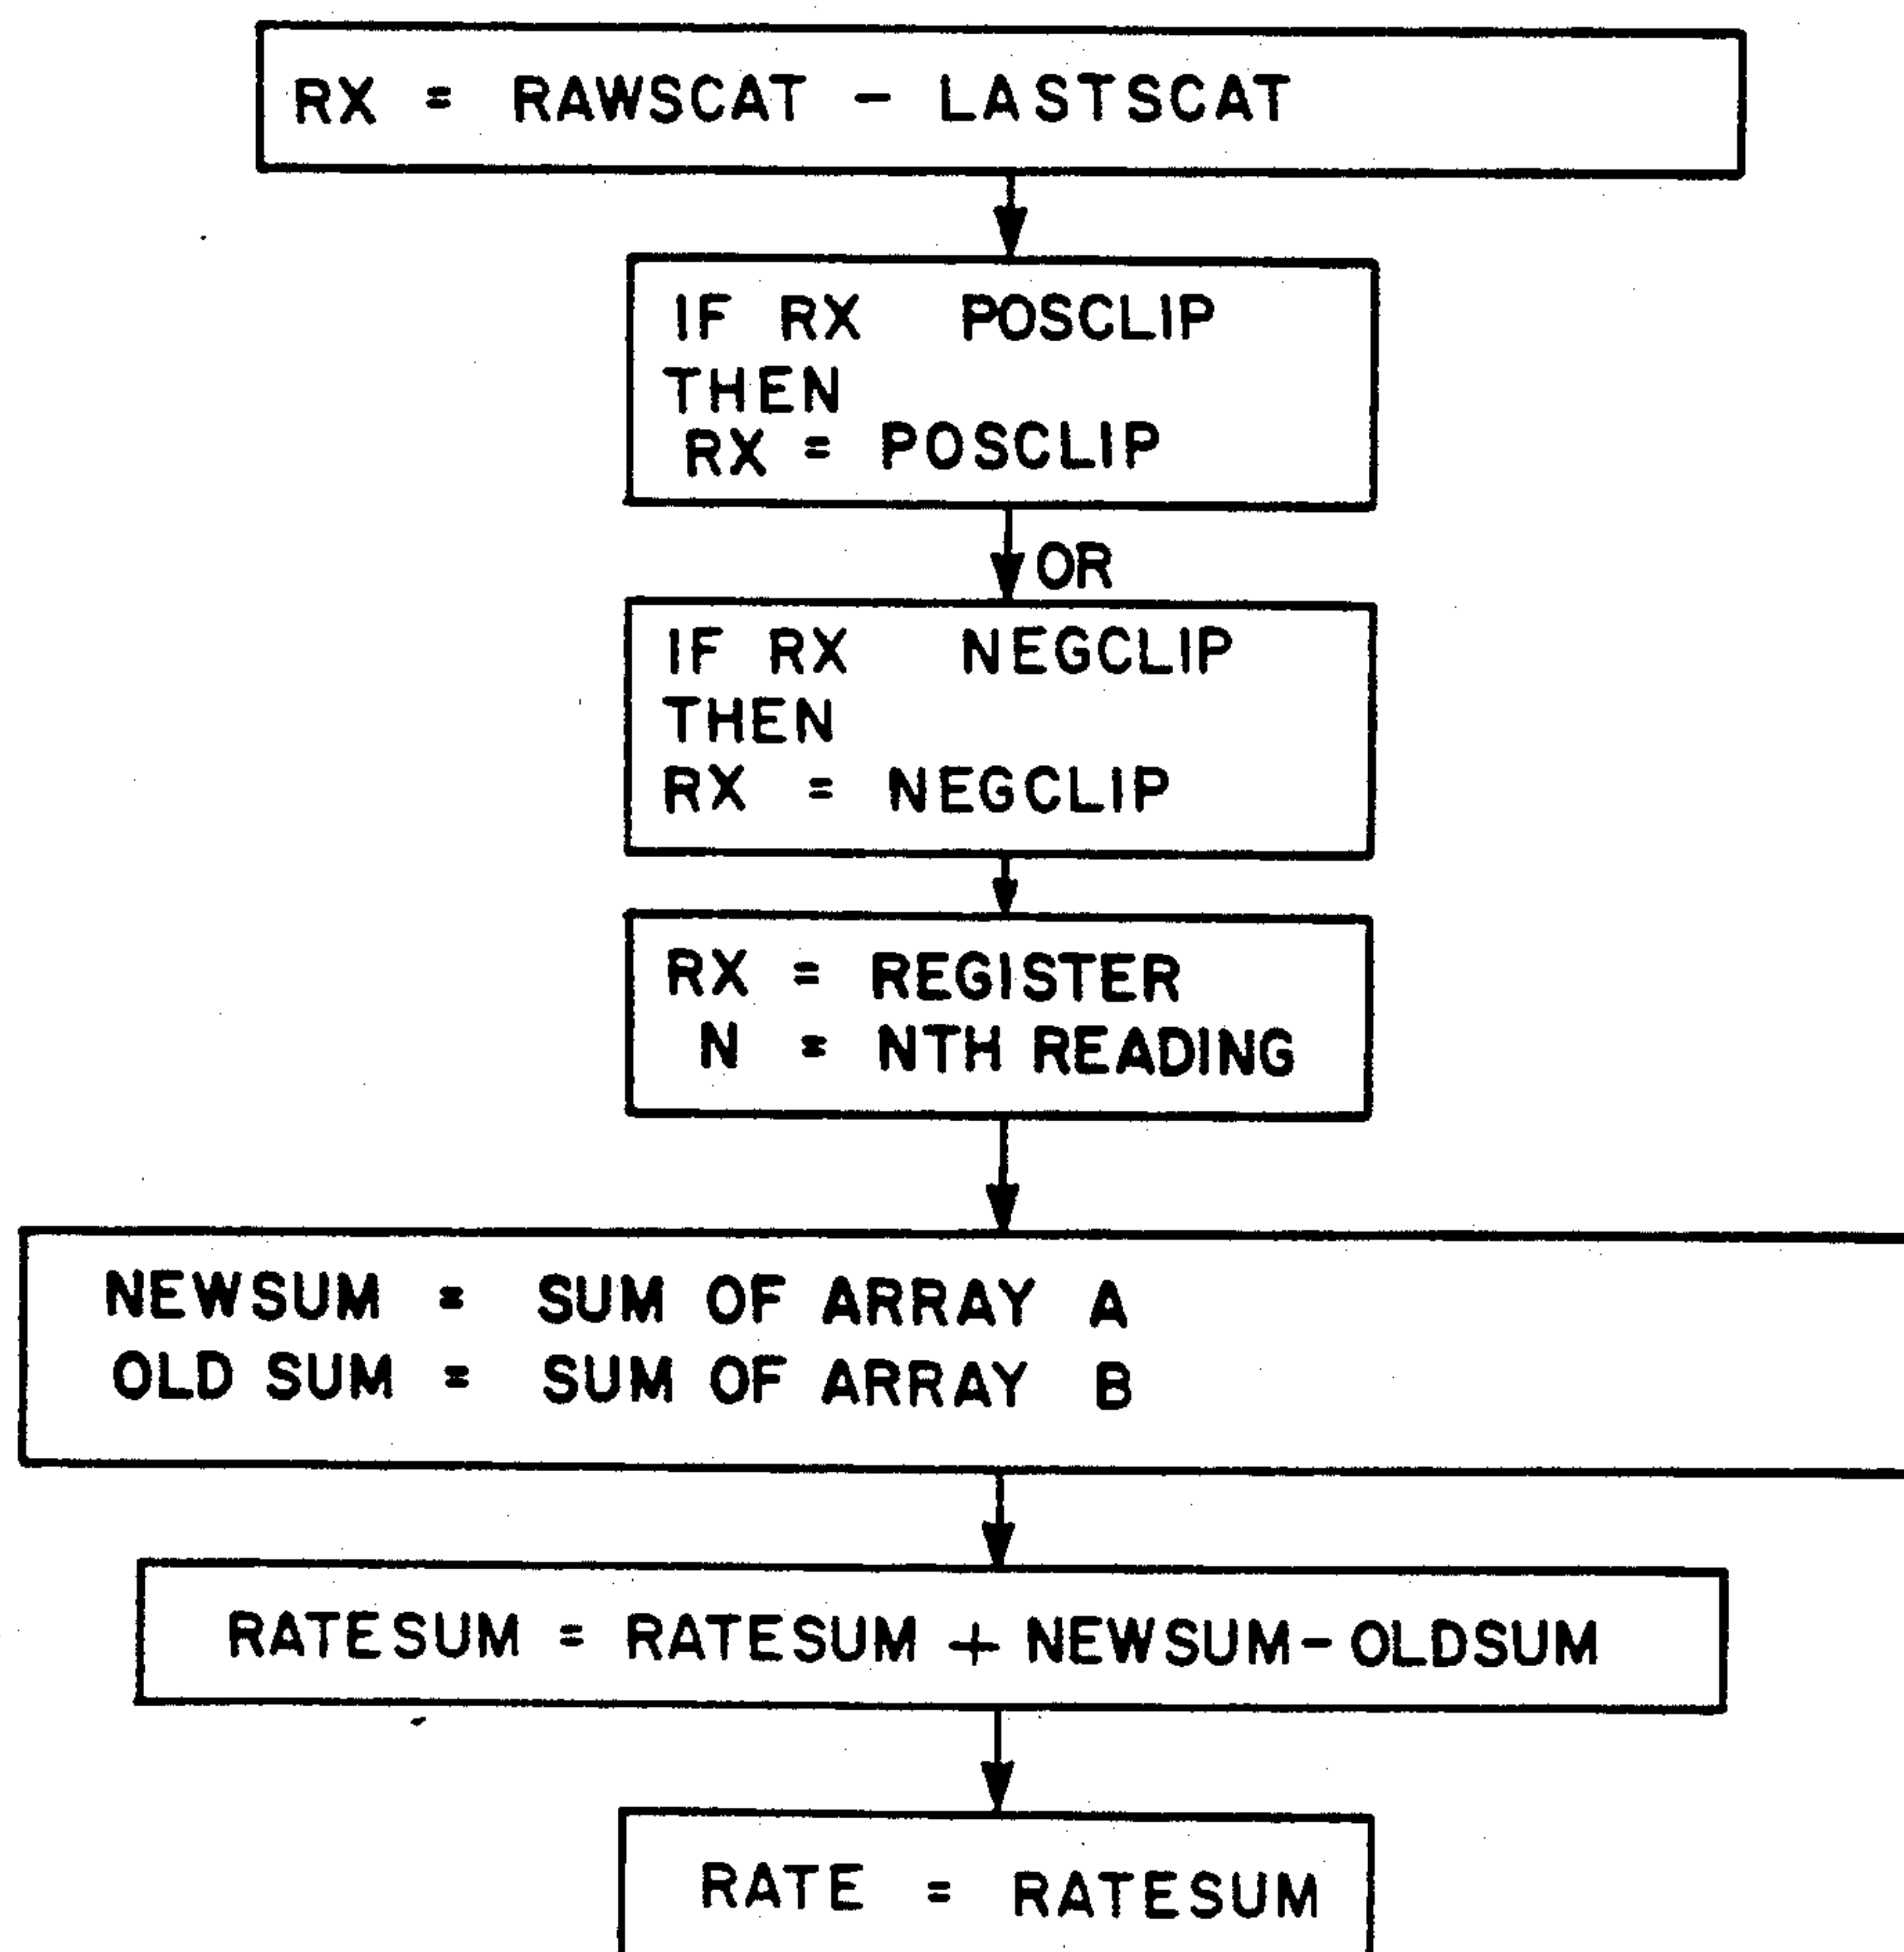 RX = RAWSCAT - LASTSCAT
IF RX POSCLIP
THEN
RX = POSCLIP
OR
IF RX NEGCLIP
THEN
RX = NEGCLIP
RX = REGISTER
N = NTH READING
NEWSUM = SUM OF ARRAY A
OLD SUM = SUM OF ARRAY B
RATESUM = RATESUM + NEWSUM-OLDSUM
RATE = RATESUM